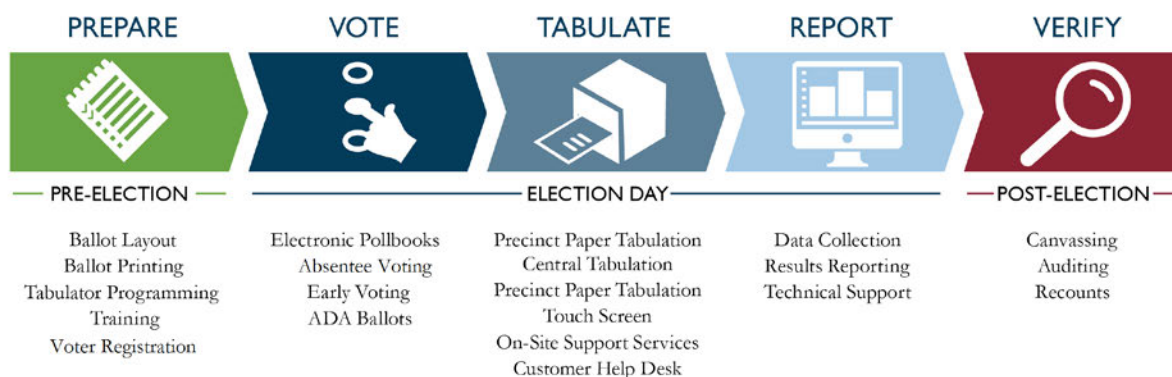 PREPARE
VOTE
TABULATE
REPORT
VERIFY
PRE-ELECTION
ELECTION DAY
POST-ELECTION
Ballot Layout
Ballot Printing
Tabulator Programming
Training
Voter Registration
Electronic Pollbooks
Absentee Voting
Early Voting
ADA Ballots
Precinct Paper Tabulation
Central Tabulation
Precinct Paper Tabulation
Touch Screen
On-Site Support Services
Customer Help Desk
Data Collection
Results Reporting
Technical Support
Canvassing
Auditing
Recounts